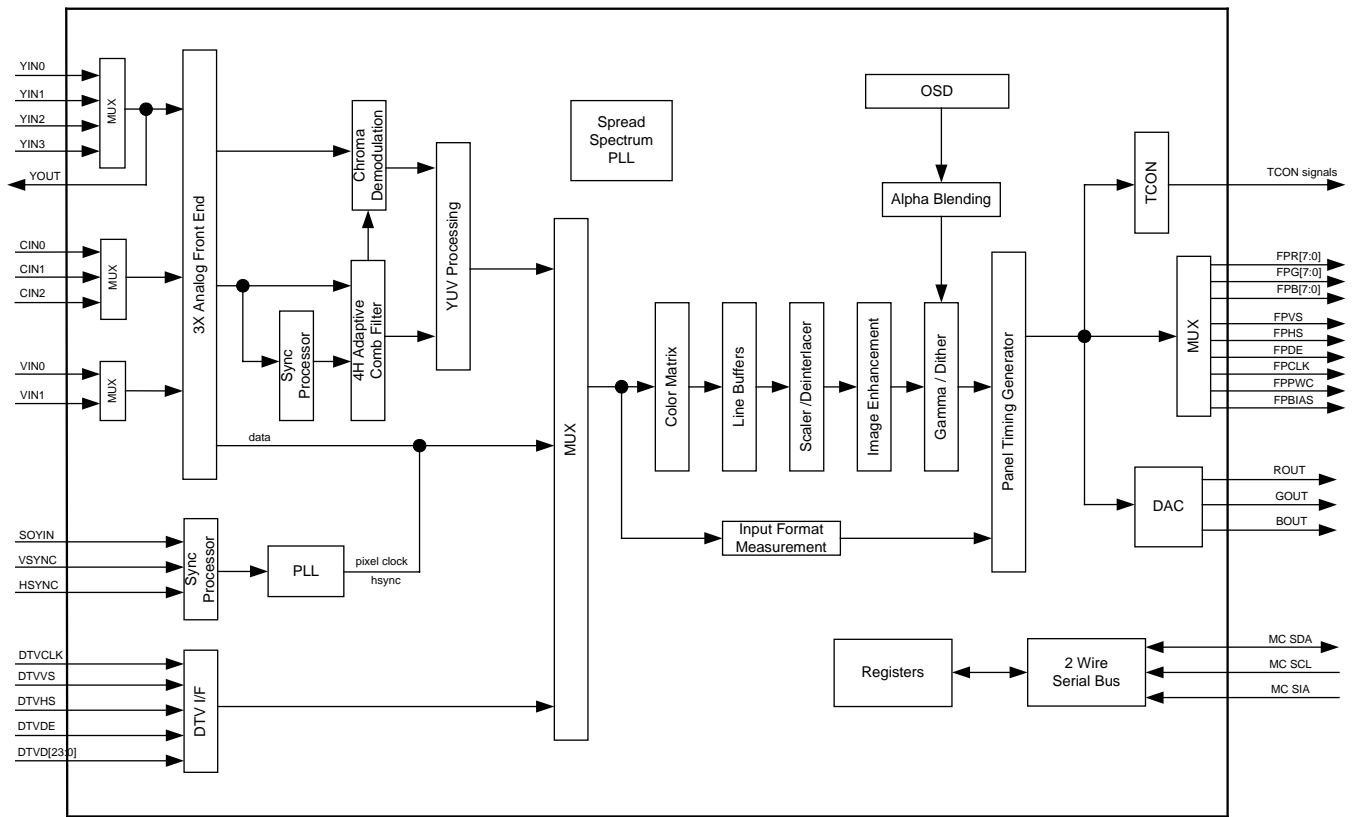 YIN0
YIN1
YIN2
YIN3
YOUT
MUX
CIN0
CIN1
CIN2
MUX
VIN0
VIN1
MUX
3X Analog Front End
Chroma
Demodulation
4H Adaptive
Comb Filter
Sync
Processor
YUV Processing
data
SOYIN
VSYNC
HSYNC
Sync
Processor
PLL
pixel clock
hsync
DTVCLK
DTVVS
DTVHS
DTVDE
DTVD[23:0]
DTV I/F
Spread
Spectrum
PLL
MUX
Color Matrix
Line Buffers
Scaler /Deinterlacer
Image Enhancement
Gamma / Dither
OSD
Alpha Blending
Input Format
Measurement
Panel Timing Generator
TCON
TCON signals
MUX
FPR[7:0]
FPG[7:0]
FPB[7:0]
FPVS
FPHS
FPDE
FPCLK
FPPWC
FPBIAS
DAC
ROUT
GOUT
BOUT
Registers
2 Wire
Serial Bus
MC SDA
MC SCL
MC SIA